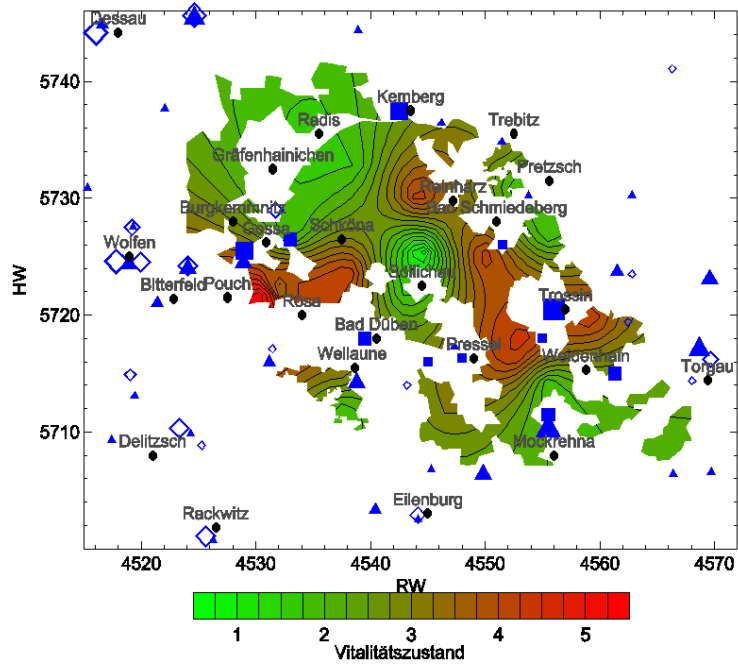 Dessau
5740
Kemberg
Radis
Trebitz
Gräfenhainichen
Pretzsch
5730
Reinharz
Burgkemnitz
Bad Schmiedeberg
Gossa
Schköna
Wolfen
HW
Söllichau
Bitterfeld
Pouch
Rösa
Trossin
5720
Bad Düben
Wellaune
Pressel
Weidenhain
Torgau
5710
Delitzsch
Mockrehna
Eilenburg
Rackwitz
4520 4530 4540 4550 4560 4570
RW
1 2 3 4 5
Vitalitätszustand